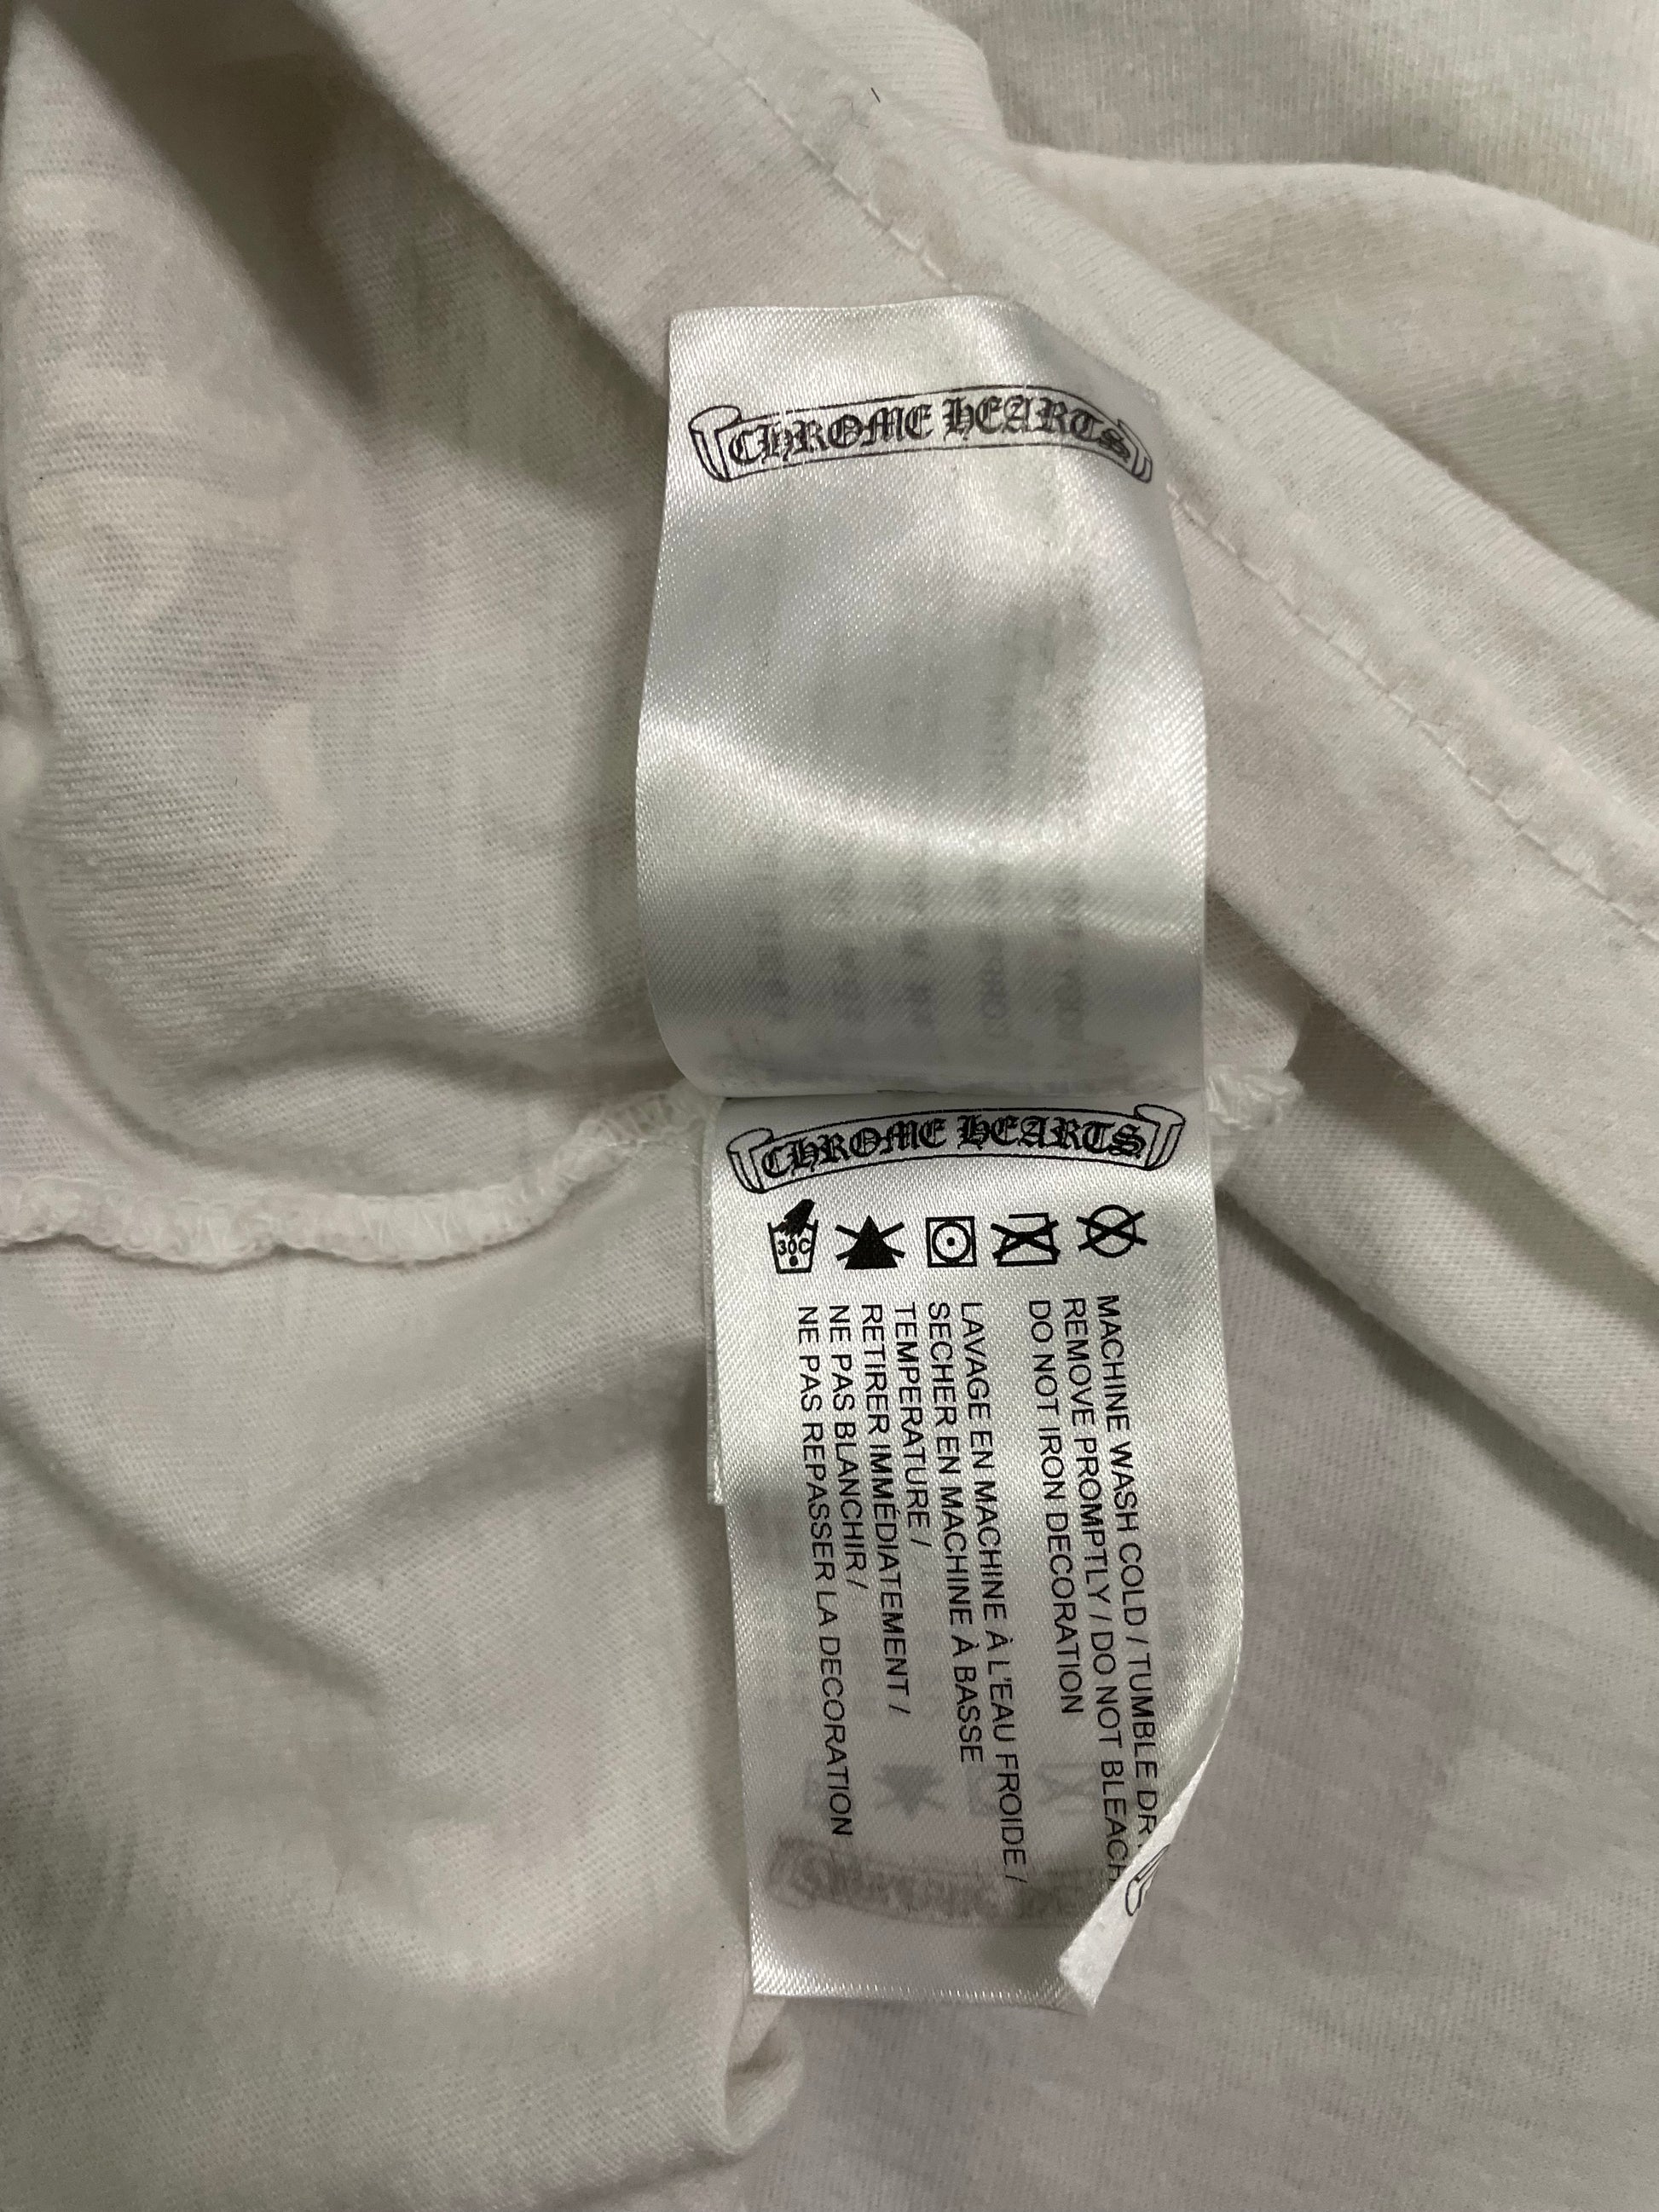 CHROME HEARTS
CHROME HEARTS
30C
MACHINE WASH COLD / TUMBLE DR
REMOVE PROMPTLY / DO NOT BLEACH
DO NOT IRON DECORATION
LAVAGE EN MACHINE À L'EAU FROIDE /
SECHER EN MACHINE À BASSE
TEMPERATURE /
RETIRER IMMÉDIATEMENT /
NE PAS BLANCHIR /
NE PAS REPASSER LA DECORATION